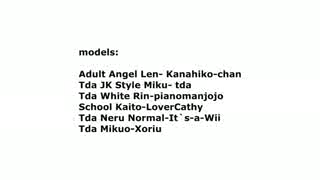 models:
Adult Angel Len- Kanahiko-chan
Tda JK Style Miku- tda
Tda White Rin-pianomanjojo
School Kaito-LoverCathy
Tda Neru Normal-It`s-a-Wii
Tda Mikuo-Xoriu